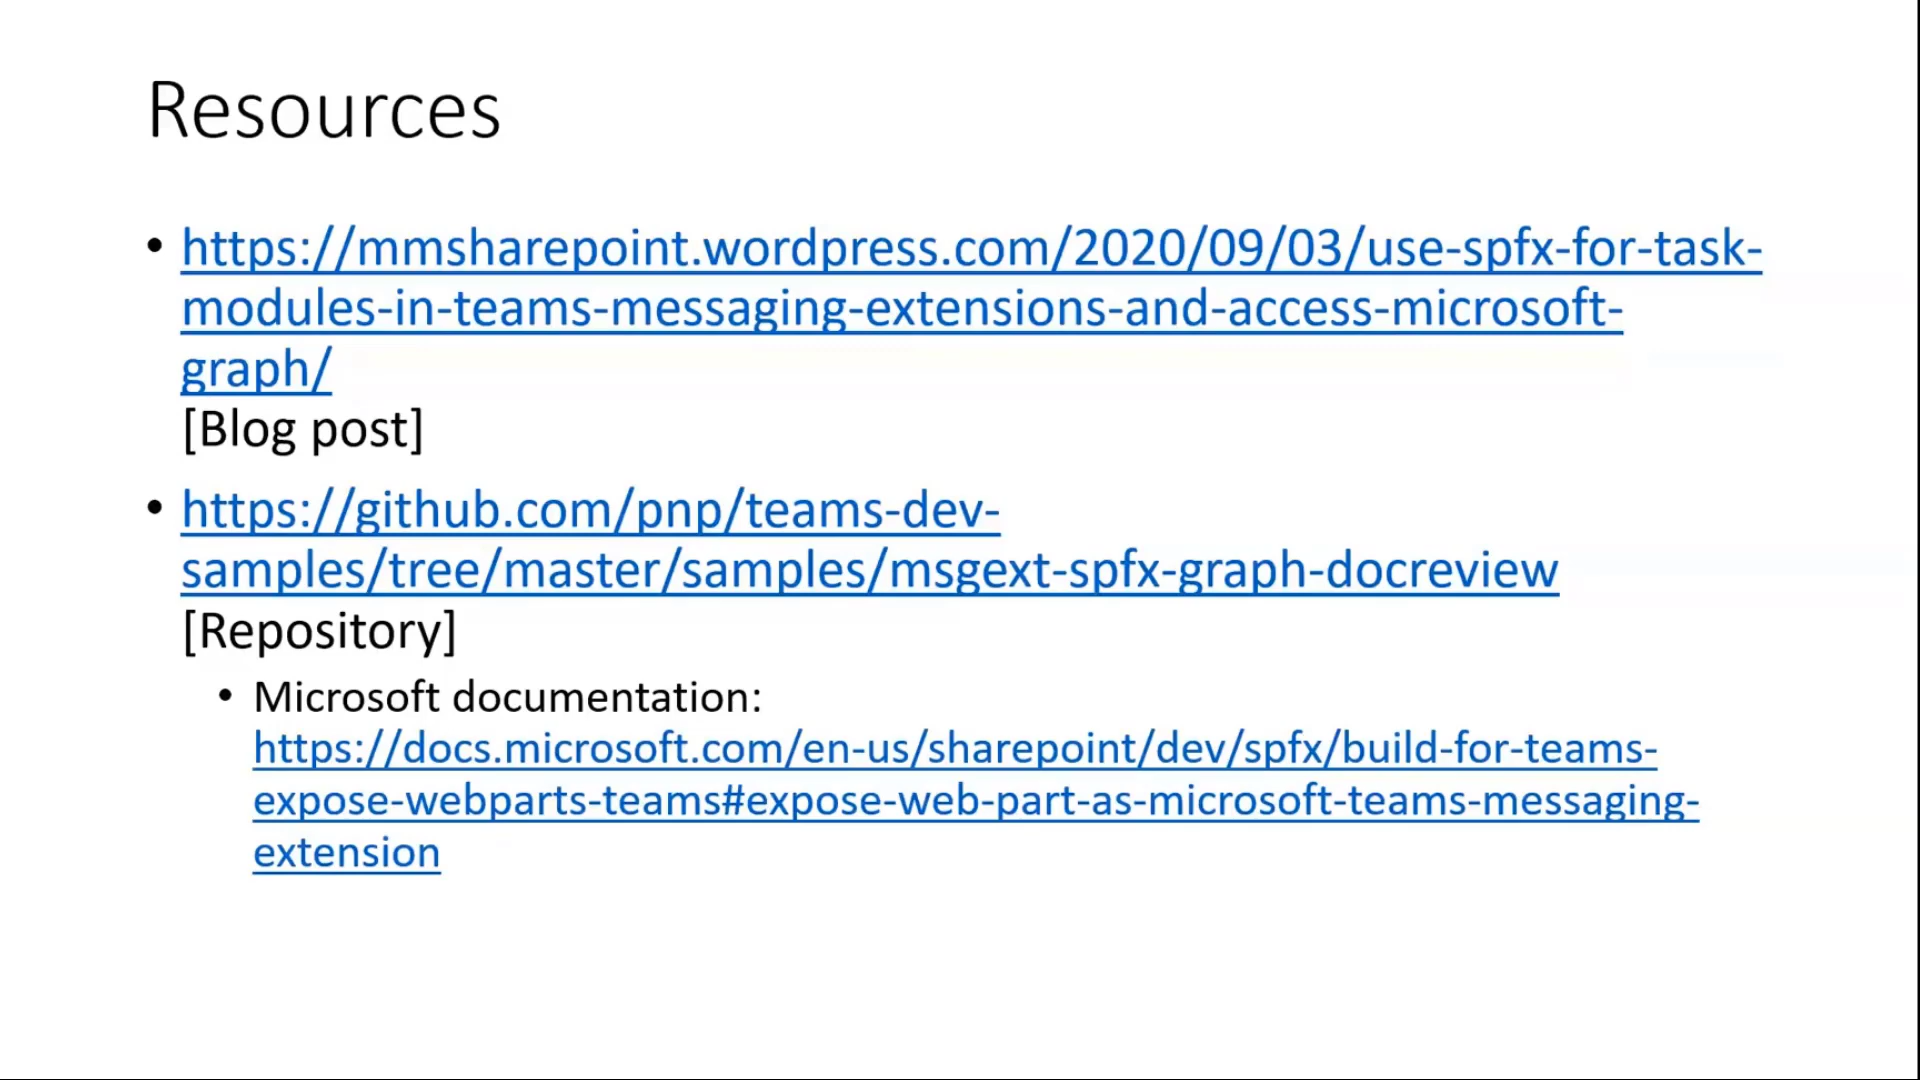 Resources
• https://mmsharepoint.wordpress.com/2020/09/03/use-spfx-for-task-
modules-in-teams-messaging-extensions-and-access-microsoft-
graph/
[Blog post]
• https://github.com/pnp/teams-dev-
samples/tree/master/samples/msgext-spfx-graph-docreview
[Repository]
• Microsoft documentation:
https://docs.microsoft.com/en-us/sharepoint/dev/spfx/build-for-teams-
expose-webparts-teams#expose-web-part-as-microsoft-teams-messaging-
extension